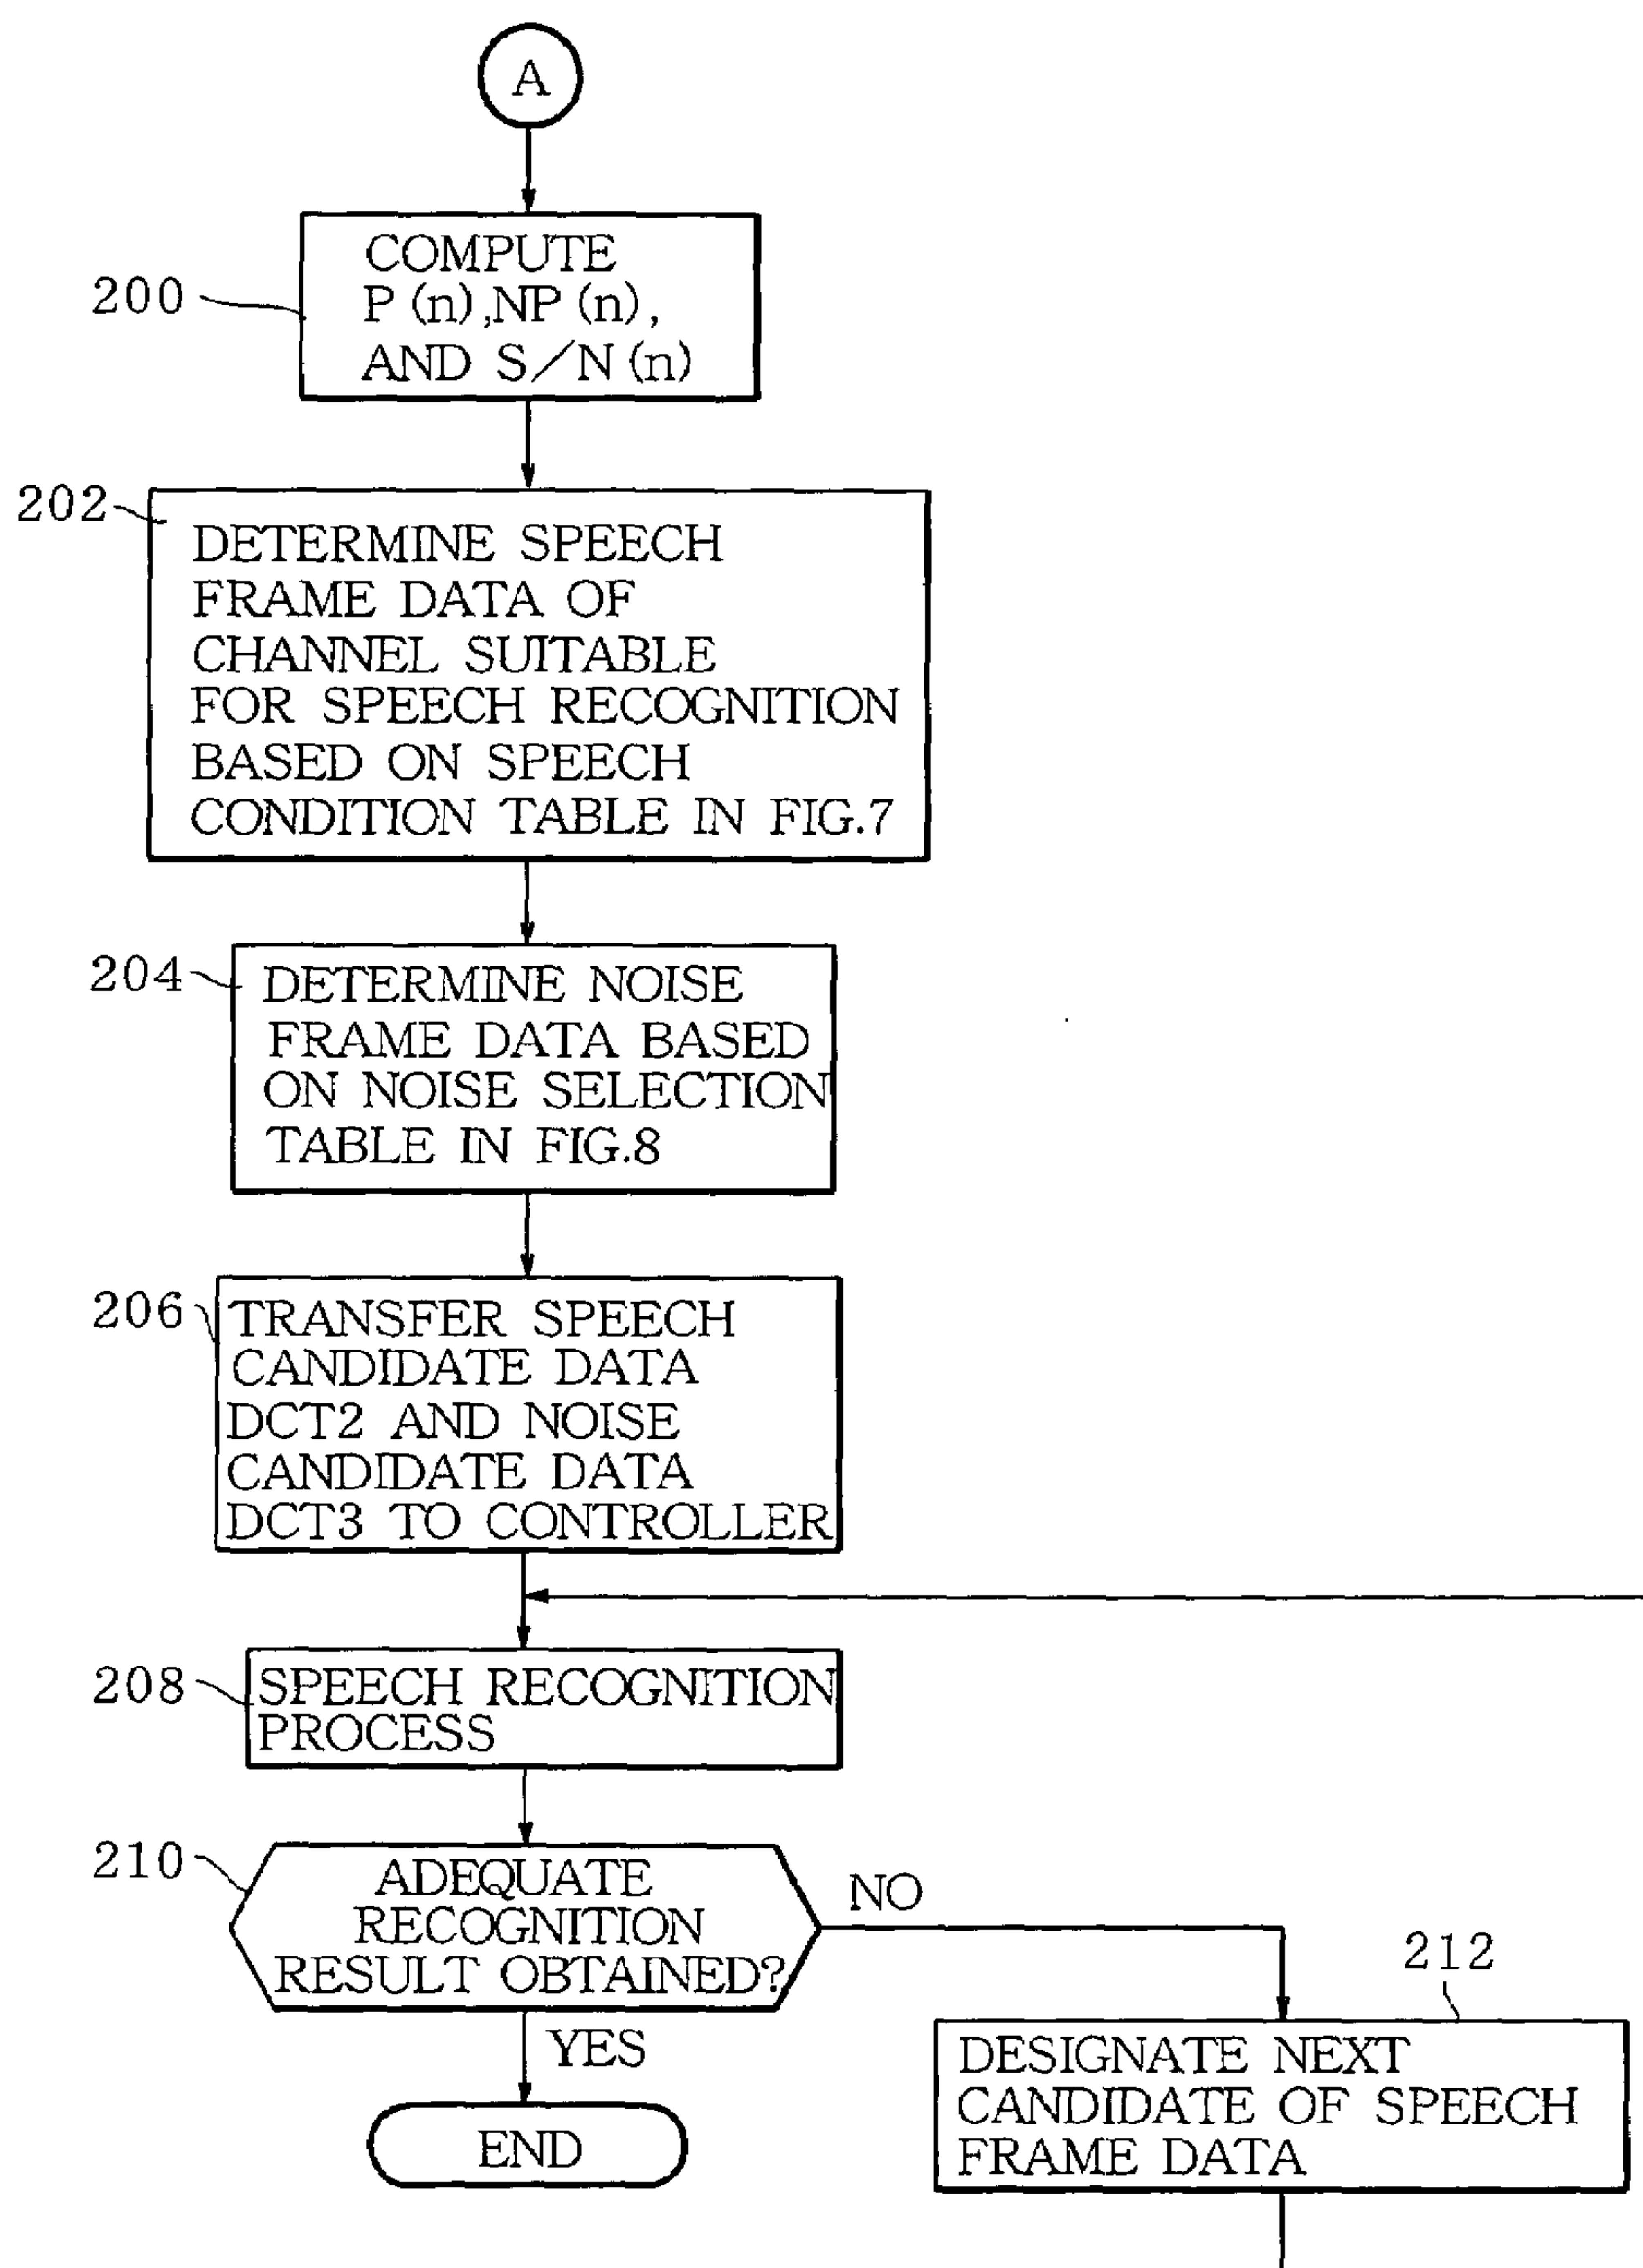 A
200
COMPUTE
P(n),NP(n),
AND S/N(n)
202
DETERMINE SPEECH
FRAME DATA OF
CHANNEL SUITABLE
FOR SPEECH RECOGNITION
BASED ON SPEECH
CONDITION TABLE IN FIG.7
204
DETERMINE NOISE
FRAME DATA BASED
ON NOISE SELECTION
TABLE IN FIG.8
206
TRANSFER SPEECH
CANDIDATE DATA
DCT2 AND NOISE
CANDIDATE DATA
DCT3 TO CONTROLLER
208
SPEECH RECOGNITION
PROCESS
210
ADEQUATE
RECOGNITION
RESULT OBTAINED?
NO
YES
END
212
DESIGNATE NEXT
CANDIDATE OF SPEECH
FRAME DATA